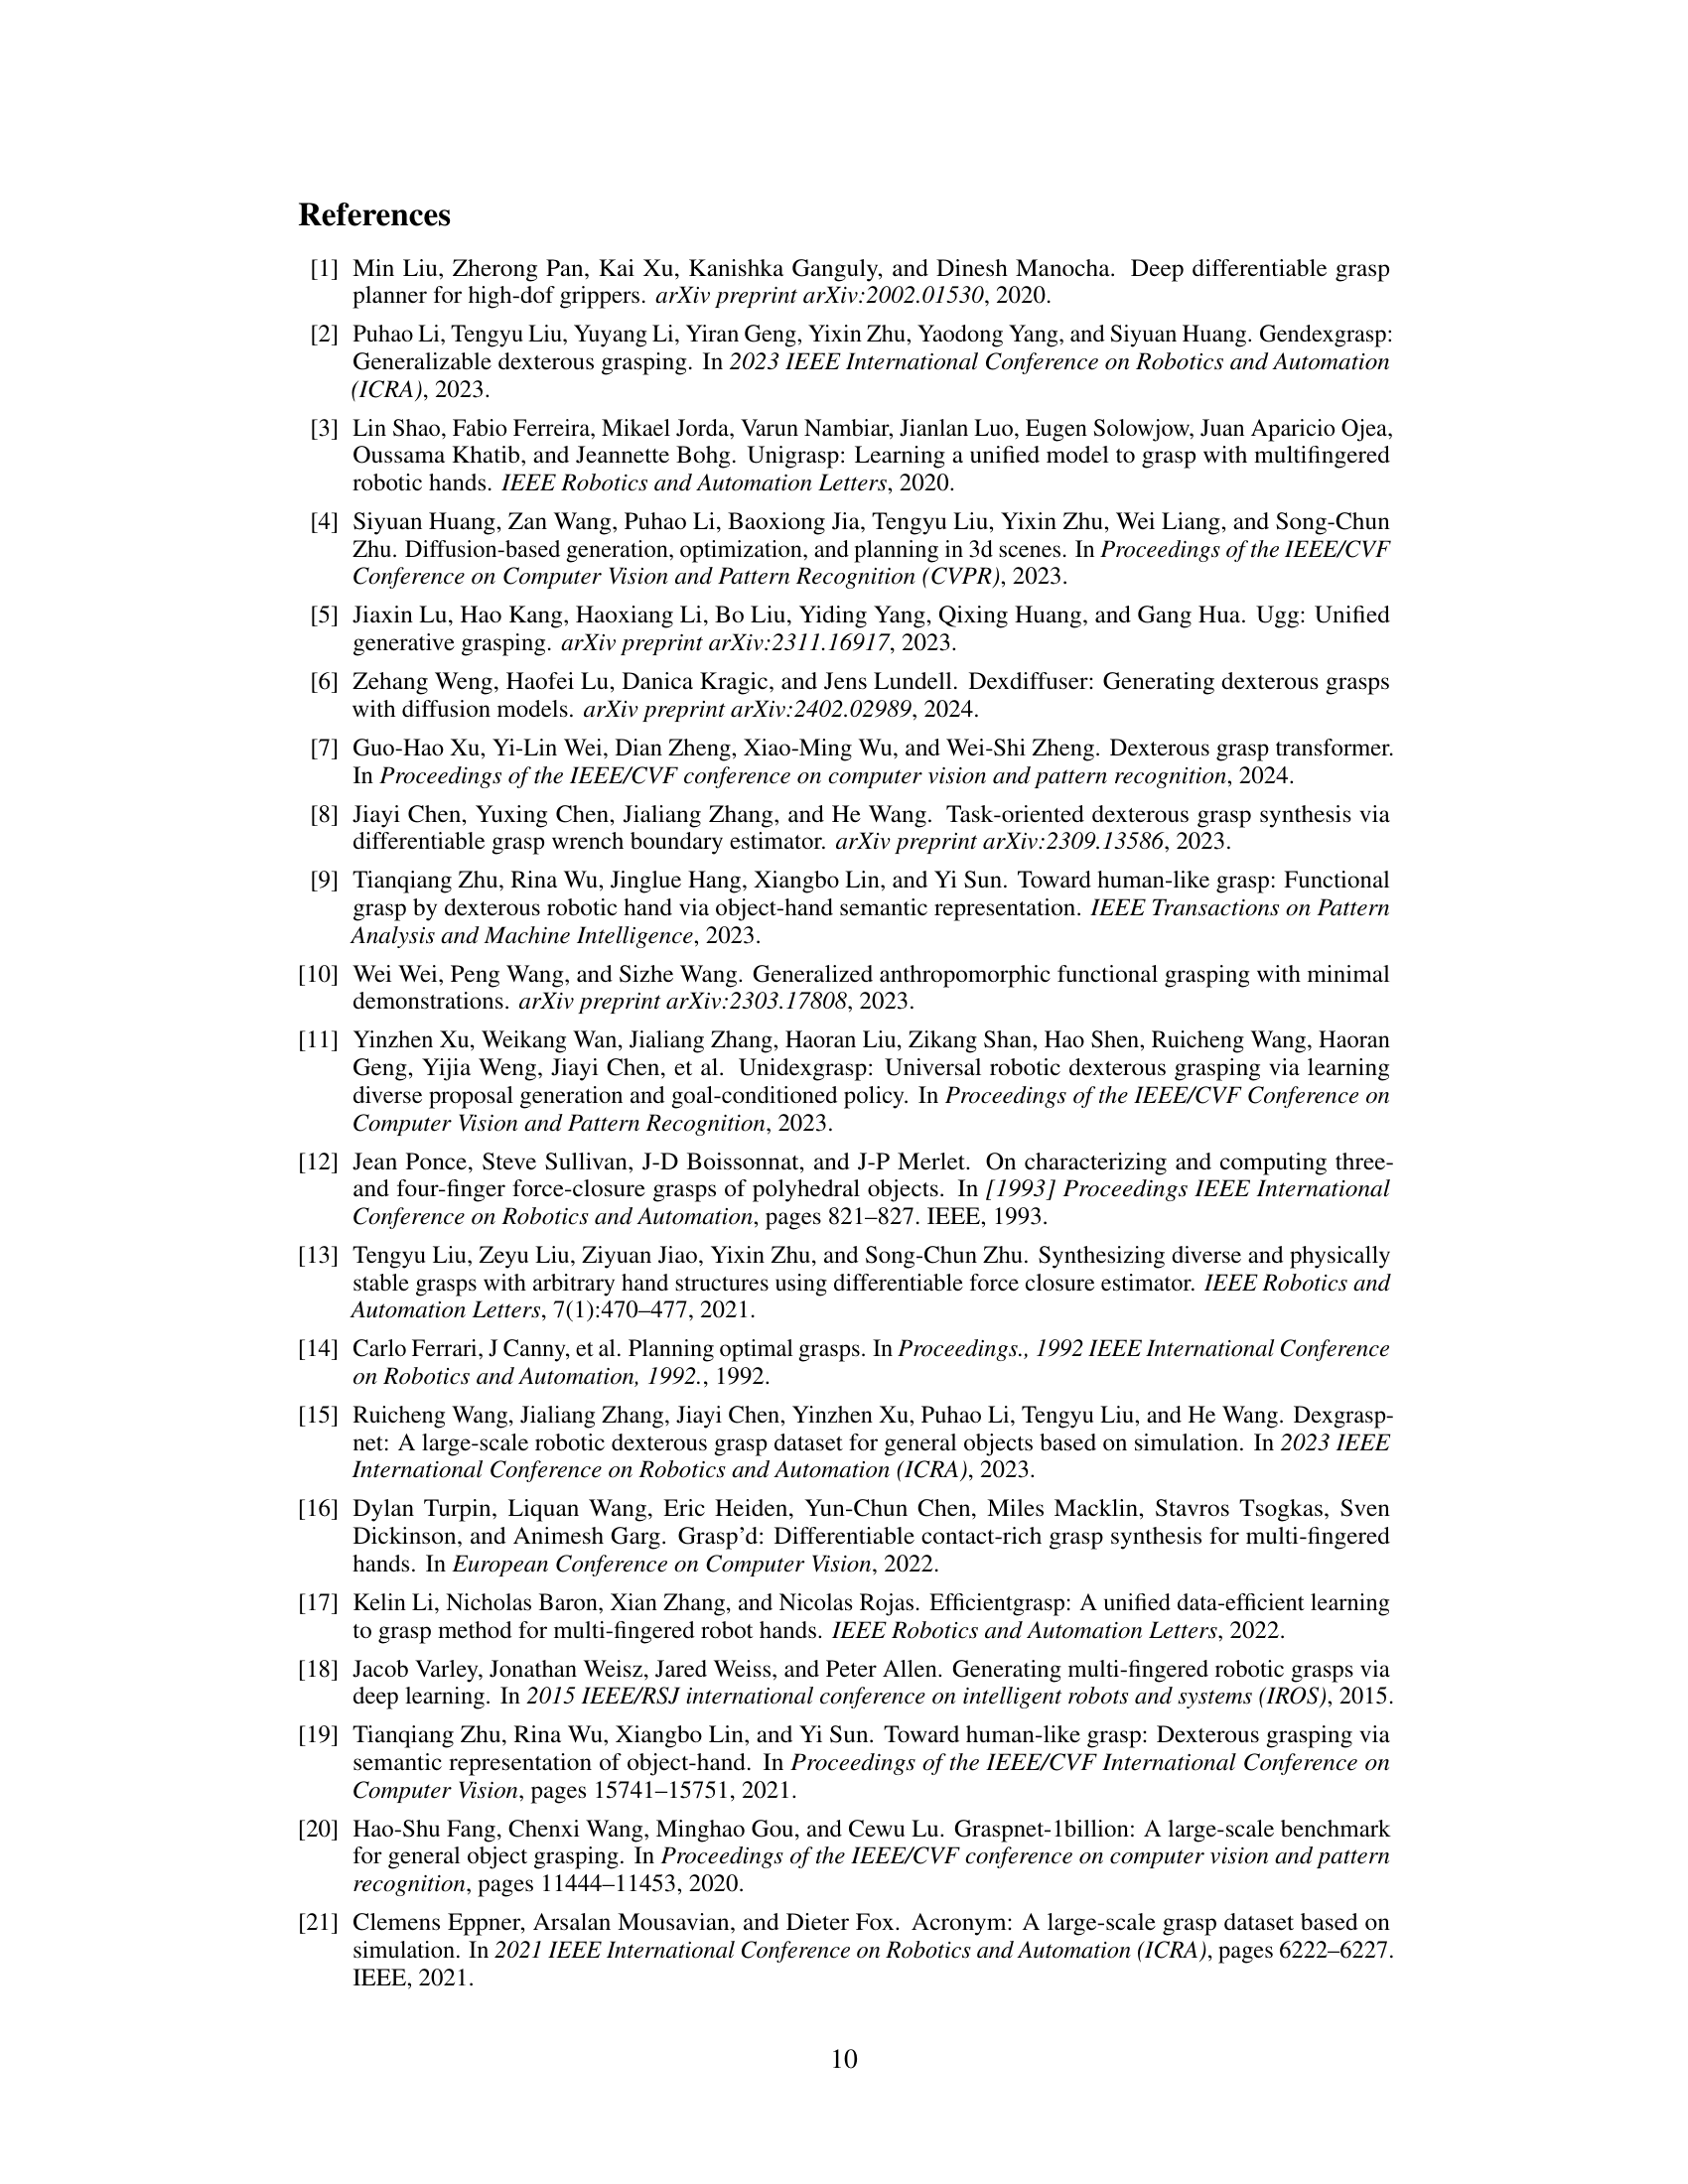 References
[1] Min Liu, Zherong Pan, Kai Xu, Kanishka Ganguly, and Dinesh Manocha. Deep differentiable grasp
planner for high-dof grippers. arXiv preprint arXiv:2002.01530, 2020.
[2] Puhao Li, Tengyu Liu, Yuyang Li, Yiran Geng, Yixin Zhu, Yaodong Yang, and Siyuan Huang. Gendexgrasp:
Generalizable dexterous grasping. In 2023 IEEE International Conference on Robotics and Automation
(ICRA), 2023.
[3] Lin Shao, Fabio Ferreira, Mikael Jorda, Varun Nambiar, Jianlan Luo, Eugen Solowjow, Juan Aparicio Ojea,
Oussama Khatib, and Jeannette Bohg. Unigrasp: Learning a unified model to grasp with multifingered
robotic hands. IEEE Robotics and Automation Letters, 2020.
[4] Siyuan Huang, Zan Wang, Puhao Li, Baoxiong Jia, Tengyu Liu, Yixin Zhu, Wei Liang, and Song-Chun
Zhu. Diffusion-based generation, optimization, and planning in 3d scenes. In Proceedings of the IEEE/CVF
Conference on Computer Vision and Pattern Recognition (CVPR), 2023.
[5] Jiaxin Lu, Hao Kang, Haoxiang Li, Bo Liu, Yiding Yang, Qixing Huang, and Gang Hua. Ugg: Unified
generative grasping. arXiv preprint arXiv:2311.16917, 2023.
[6] Zehang Weng, Haofei Lu, Danica Kragic, and Jens Lundell. Dexdiffuser: Generating dexterous grasps
with diffusion models. arXiv preprint arXiv:2402.02989, 2024.
[7] Guo-Hao Xu, Yi-Lin Wei, Dian Zheng, Xiao-Ming Wu, and Wei-Shi Zheng. Dexterous grasp transformer.
In Proceedings of the IEEE/CVF conference on computer vision and pattern recognition, 2024.
[8] Jiayi Chen, Yuxing Chen, Jialiang Zhang, and He Wang. Task-oriented dexterous grasp synthesis via
differentiable grasp wrench boundary estimator. arXiv preprint arXiv:2309.13586, 2023.
[9] Tianqiang Zhu, Rina Wu, Jinglue Hang, Xiangbo Lin, and Yi Sun. Toward human-like grasp: Functional
grasp by dexterous robotic hand via object-hand semantic representation. IEEE Transactions on Pattern
Analysis and Machine Intelligence, 2023.
[10] Wei Wei, Peng Wang, and Sizhe Wang. Generalized anthropomorphic functional grasping with minimal
demonstrations. arXiv preprint arXiv:2303.17808, 2023.
[11] Yinzhen Xu, Weikang Wan, Jialiang Zhang, Haoran Liu, Zikang Shan, Hao Shen, Ruicheng Wang, Haoran
Geng, Yijia Weng, Jiayi Chen, et al. Unidexgrasp: Universal robotic dexterous grasping via learning
diverse proposal generation and goal-conditioned policy. In Proceedings of the IEEE/CVF Conference on
Computer Vision and Pattern Recognition, 2023.
[12] Jean Ponce, Steve Sullivan, J-D Boissonnat, and J-P Merlet. On characterizing and computing three-
and four-finger force-closure grasps of polyhedral objects. In [1993] Proceedings IEEE International
Conference on Robotics and Automation, pages 821–827. IEEE, 1993.
[13] Tengyu Liu, Zeyu Liu, Ziyuan Jiao, Yixin Zhu, and Song-Chun Zhu. Synthesizing diverse and physically
stable grasps with arbitrary hand structures using differentiable force closure estimator. IEEE Robotics and
Automation Letters, 7(1):470–477, 2021.
[14] Carlo Ferrari, J Canny, et al. Planning optimal grasps. In Proceedings., 1992 IEEE International Conference
on Robotics and Automation, 1992., 1992.
[15] Ruicheng Wang, Jialiang Zhang, Jiayi Chen, Yinzhen Xu, Puhao Li, Tengyu Liu, and He Wang. Dexgrasp-
net: A large-scale robotic dexterous grasp dataset for general objects based on simulation. In 2023 IEEE
International Conference on Robotics and Automation (ICRA), 2023.
[16] Dylan Turpin, Liquan Wang, Eric Heiden, Yun-Chun Chen, Miles Macklin, Stavros Tsogkas, Sven
Dickinson, and Animesh Garg. Grasp’d: Differentiable contact-rich grasp synthesis for multi-fingered
hands. In European Conference on Computer Vision, 2022.
[17] Kelin Li, Nicholas Baron, Xian Zhang, and Nicolas Rojas. Efficientgrasp: A unified data-efficient learning
to grasp method for multi-fingered robot hands. IEEE Robotics and Automation Letters, 2022.
[18] Jacob Varley, Jonathan Weisz, Jared Weiss, and Peter Allen. Generating multi-fingered robotic grasps via
deep learning. In 2015 IEEE/RSJ international conference on intelligent robots and systems (IROS), 2015.
[19] Tianqiang Zhu, Rina Wu, Xiangbo Lin, and Yi Sun. Toward human-like grasp: Dexterous grasping via
semantic representation of object-hand. In Proceedings of the IEEE/CVF International Conference on
Computer Vision, pages 15741–15751, 2021.
[20] Hao-Shu Fang, Chenxi Wang, Minghao Gou, and Cewu Lu. Graspnet-1billion: A large-scale benchmark
for general object grasping. In Proceedings of the IEEE/CVF conference on computer vision and pattern
recognition, pages 11444–11453, 2020.
[21] Clemens Eppner, Arsalan Mousavian, and Dieter Fox. Acronym: A large-scale grasp dataset based on
simulation. In 2021 IEEE International Conference on Robotics and Automation (ICRA), pages 6222–6227.
IEEE, 2021.
10